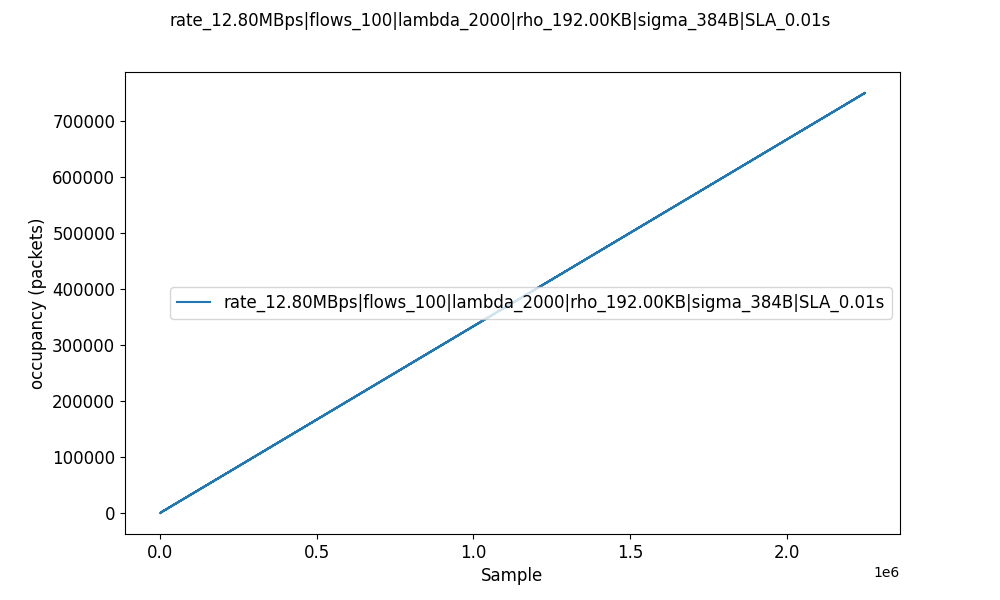 rate_12.80MBps|flows_100|lambda_2000|rho_192.00KB|sigma_384B|SLA_0.01s
700000
600000
500000
400000
300000
200000
100000
0
occupancy (packets)
rate_12.80MBps|flows_100|lambda_2000|rho_192.00KB|sigma_384B|SLA_0.01s
0.0 0.5 1.0 1.5 2.0
1e6
Sample